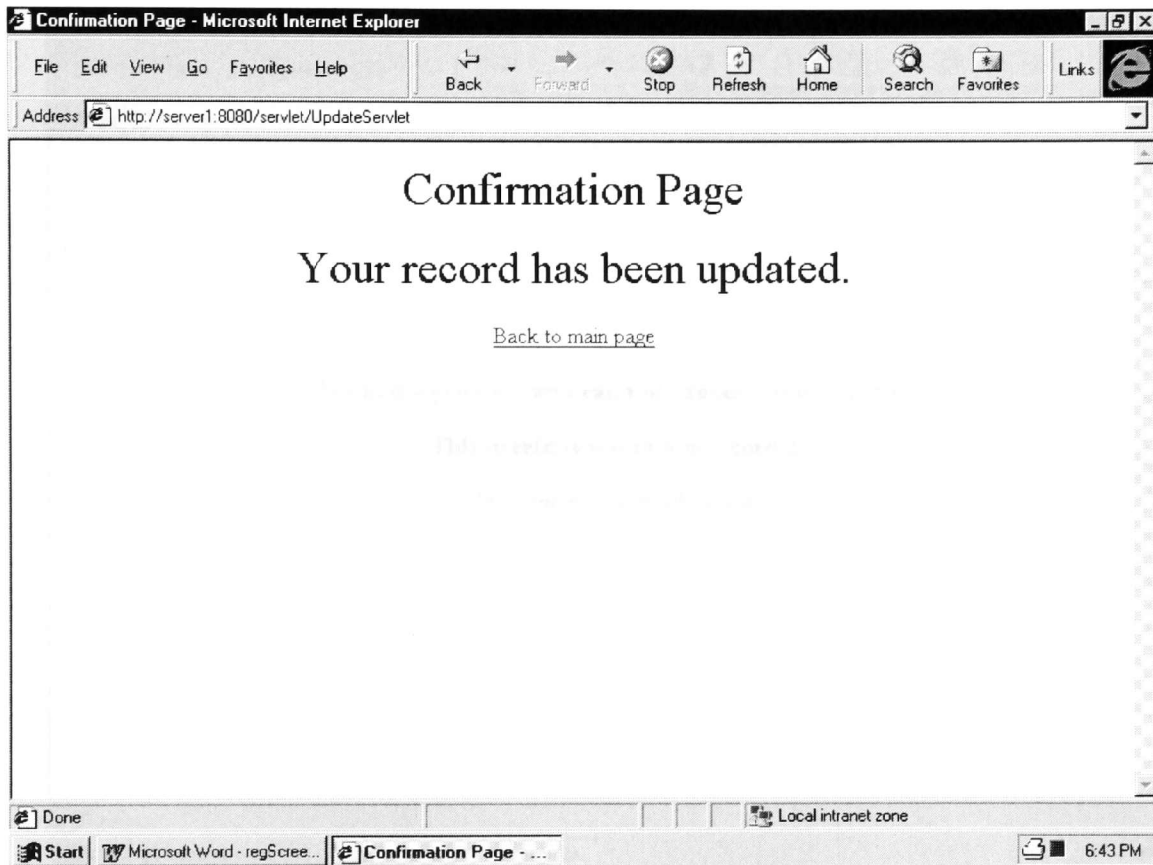 Confirmation Page - Microsoft Internet Explorer
File Edit View Go Favorites Help
Back Forward Stop Refresh Home Search Favorites Links
Address http://server1:8080/servlet/UpdateServlet
Confirmation Page
Your record has been updated.
Back to main page
Done
Local intranet zone
Start Microsoft Word - regScree... Confirmation Page - ... 6:43 PM